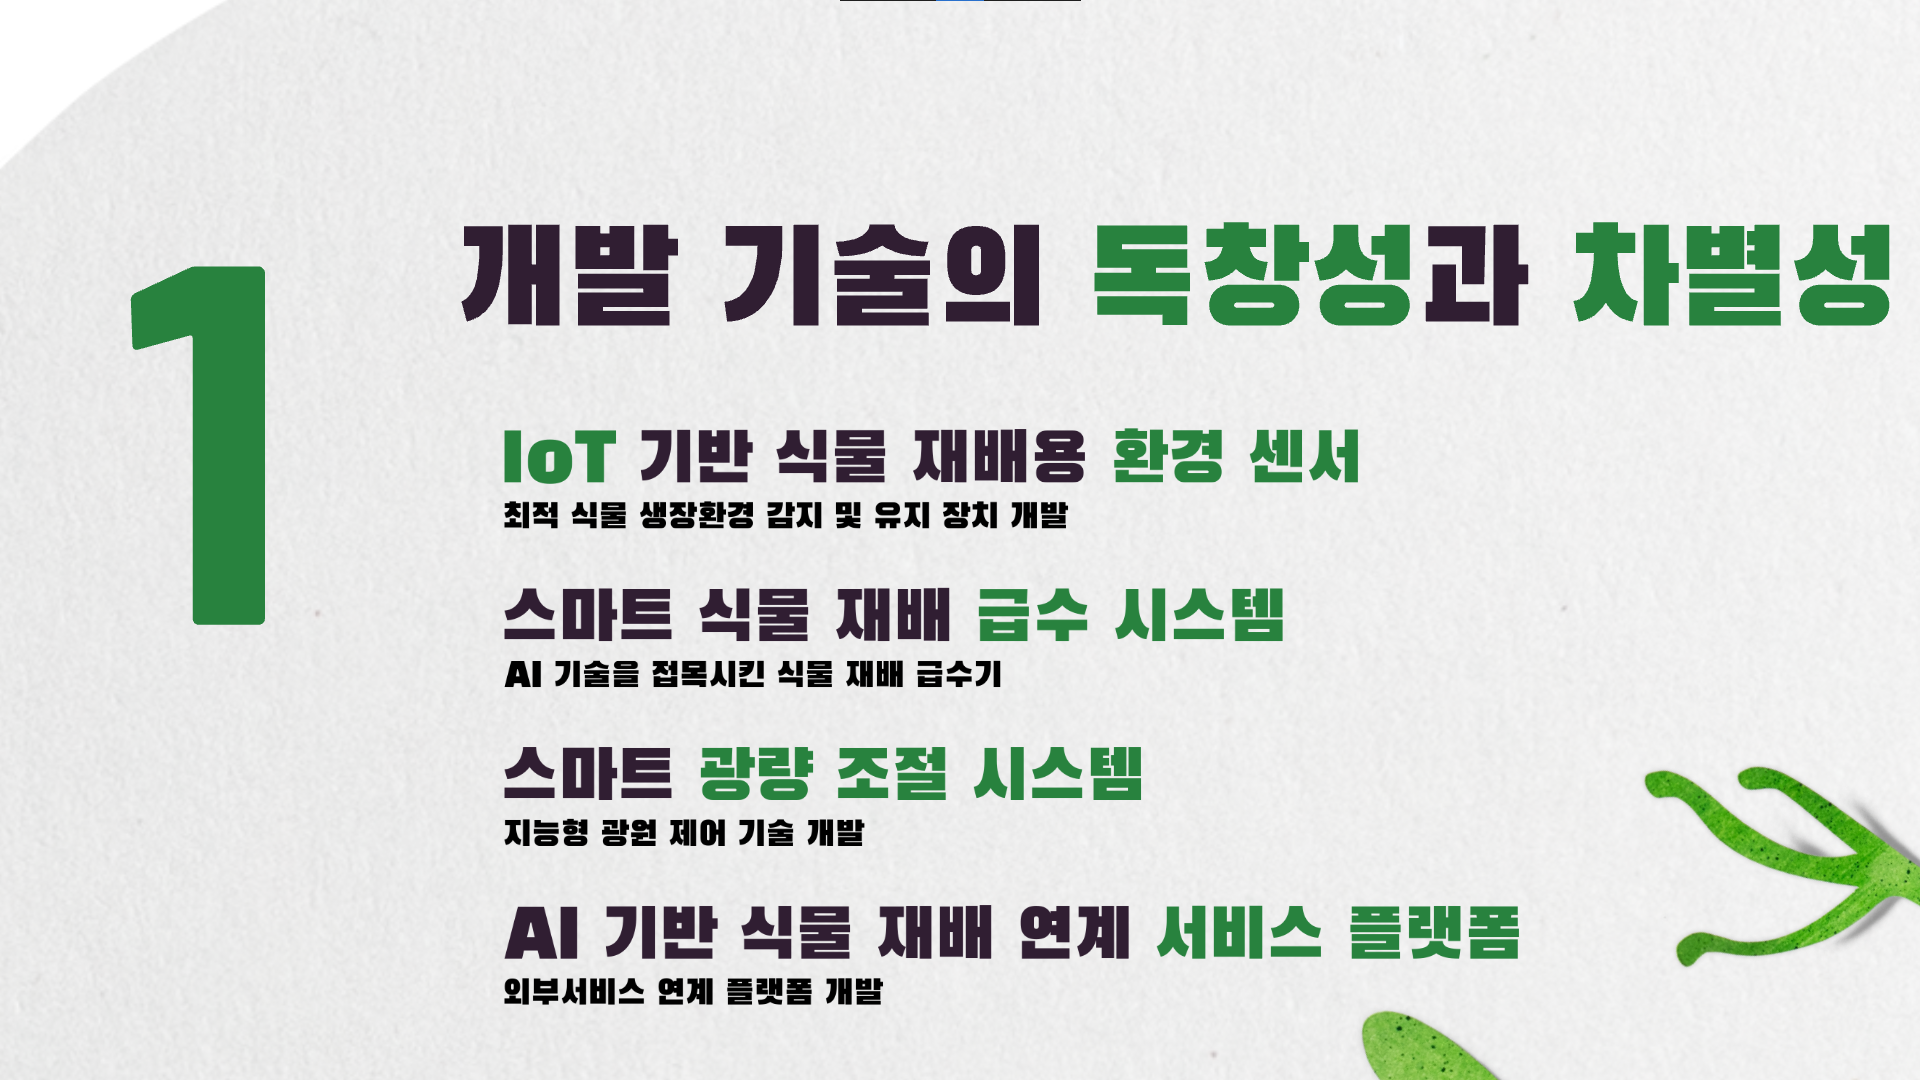 1
개발 기술의 독창성과 차별성
IoT 기반 식물 재배용 환경 센서
최적 식물 생장환경 감지 및 유지 장치 개발
스마트 식물 재배 급수 시스템
AI 기술을 접목시킨 식물 재배 급수기
스마트 광량 조절 시스템
지능형 광원 제어 기술 개발
AI 기반 식물 재배 연계 서비스 플랫폼
외부서비스 연계 플랫폼 개발